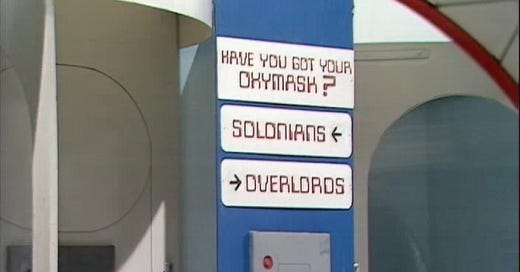 HAVE YOU GOT YOUR
OXYMASK?
SOLONIANS ←
→ OVERLORDS